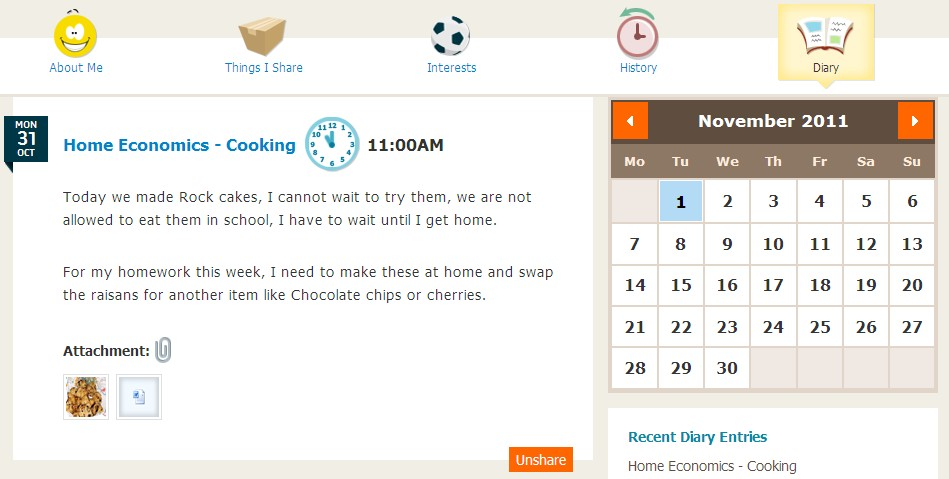 About Me
Things I Share
Interests
History
Diary
MON
31
OCT
Home Economics - Cooking
11:00AM
Today we made Rock cakes, I cannot wait to try them, we are not
allowed to eat them in school, I have to wait until I get home.
For my homework this week, I need to make these at home and swap
the raisans for another item like Chocolate chips or cherries.
Attachment:
Unshare
November 2011
Mo Tu We Th Fr Sa Su
1 2 3 4 5 6
7 8 9 10 11 12 13
14 15 16 17 18 19 20
21 22 23 24 25 26 27
28 29 30
Recent Diary Entries
Home Economics - Cooking